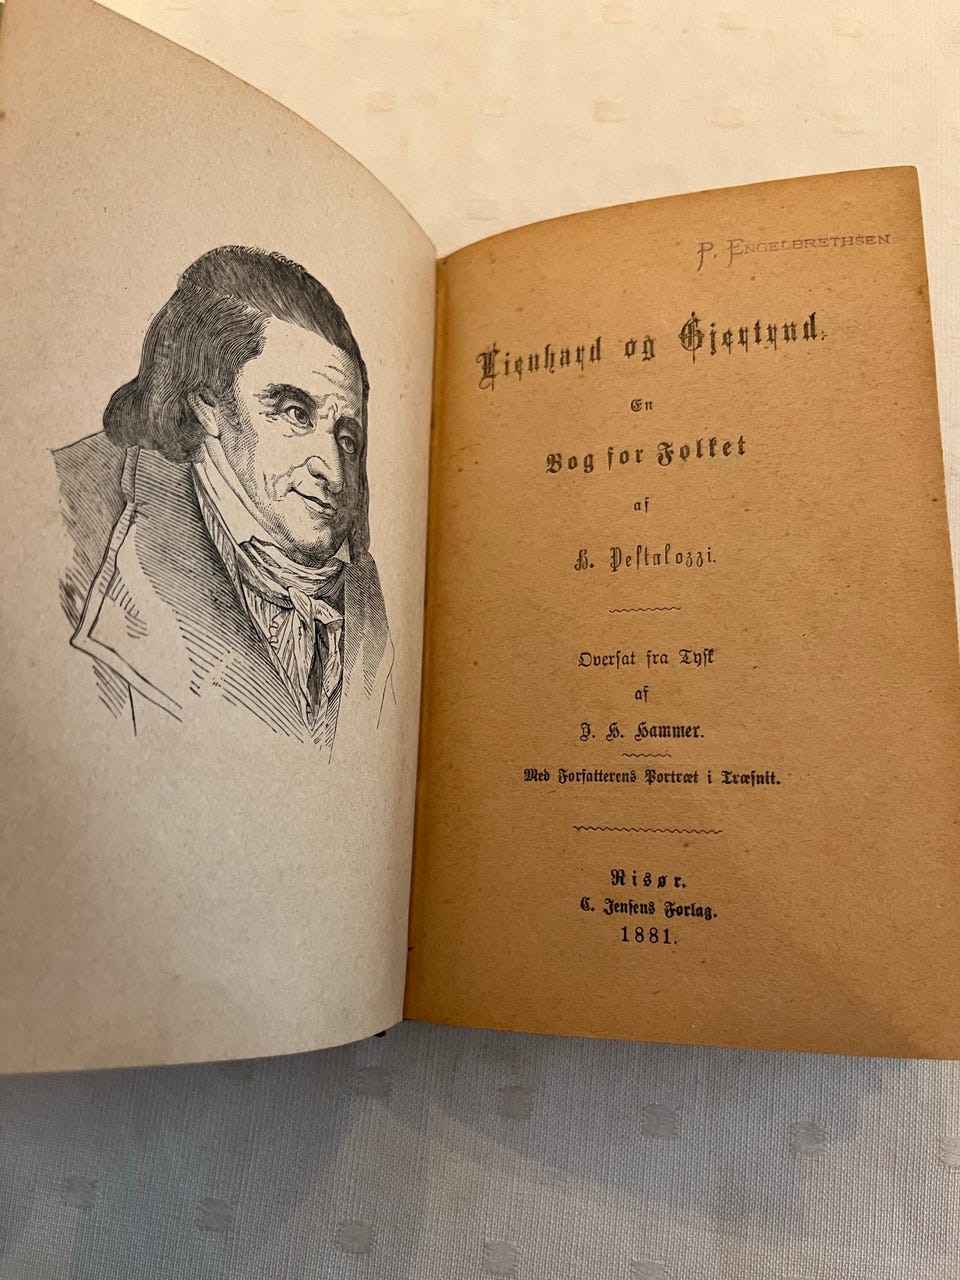 P. ENGELBRETHSEN
Lienhard og Gjertrud.
En
Bog for Folket
af
H. Pestalozzi.
Oversat fra Tysk
af
J. H. Hammer.
Med Forfatterens Portræt i Træsnit.
Risør.
C. Jensens Forlag.
1881.